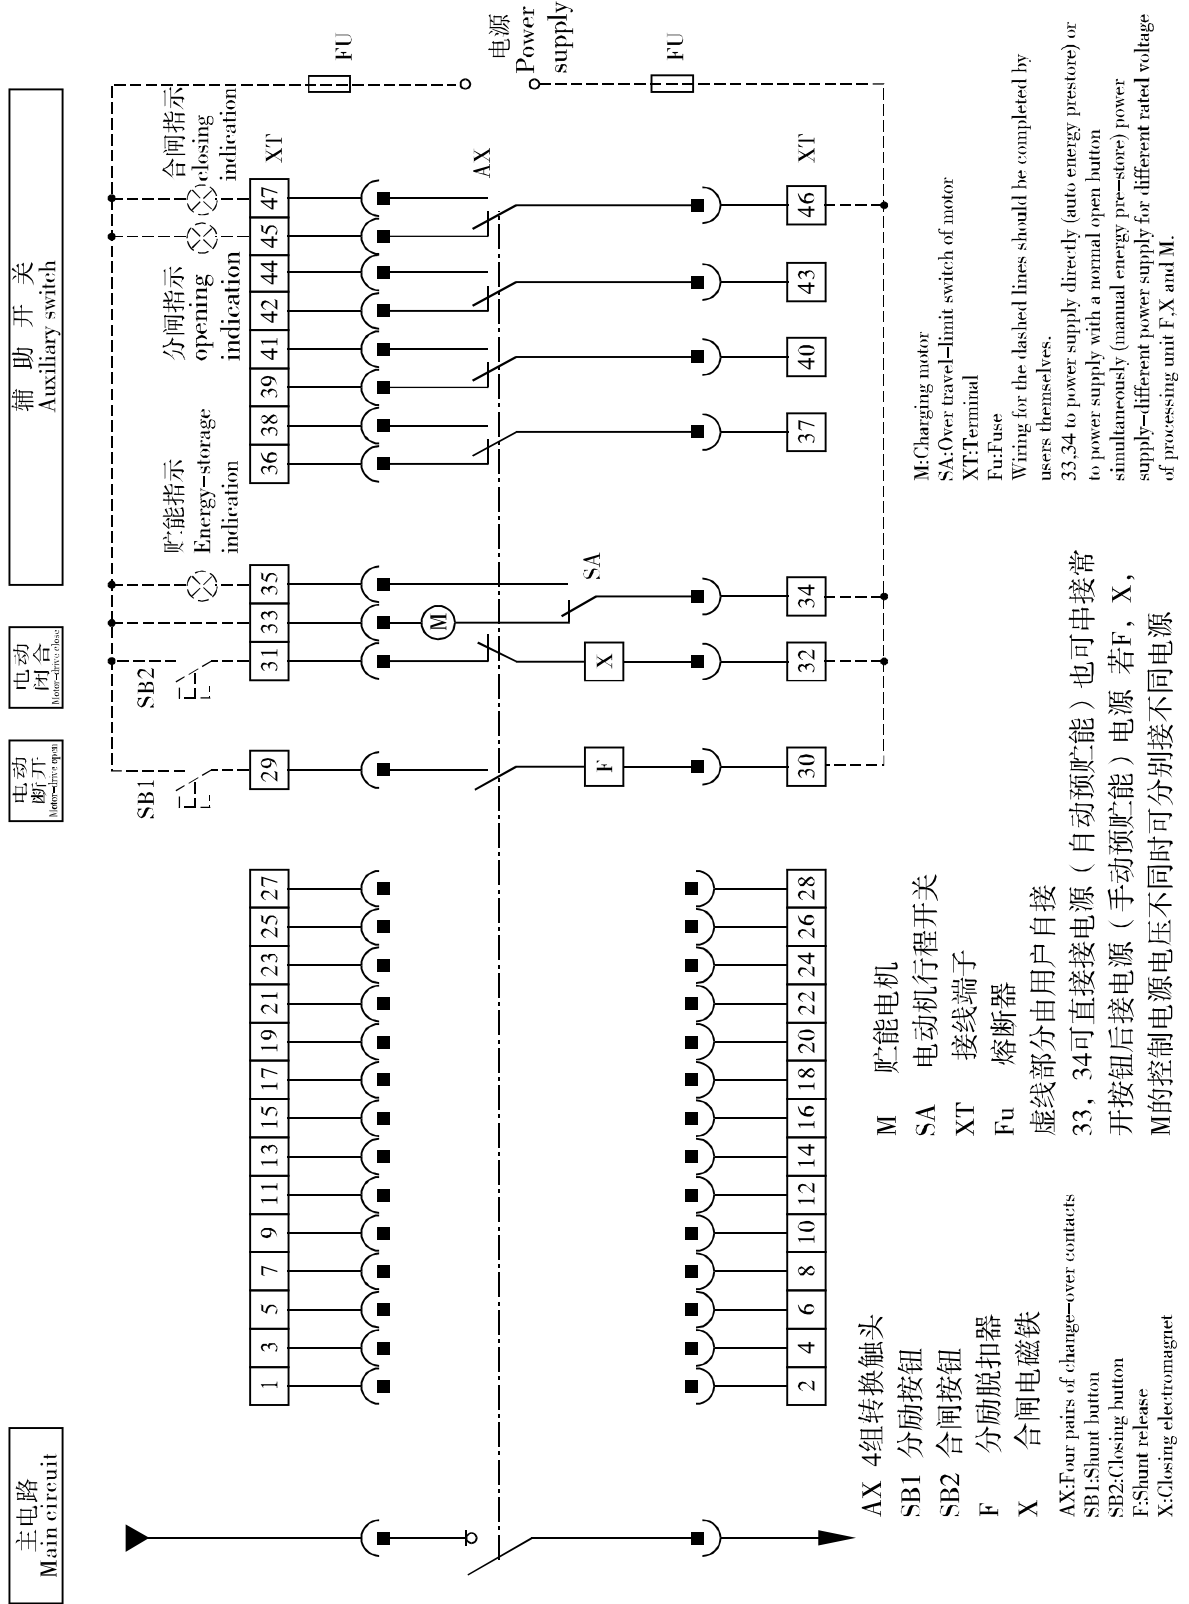 主电路
Main circuit
电动
断开
Motor-drive open
电动
闭合
Motor-drive close
辅 助 开 关
Auxiliary switch
SB1
SB2
贮能指示
Energy-storage
indication
分闸指示
opening
indication
合闸指示
closing
indication
FU
电源
Power
supply
FU
1 3 5 7 9 11 13 15 17 19 21 23 25 27 29 31 33 35 36 38 39 41 42 44 45 47 XT
M
SA
AX
F
X
2 4 6 8 10 12 14 16 18 20 22 24 26 28 30 32 34 37 40 43 46 XT
AX 4组转换触头
SB1 分励按钮
SB2 合闸按钮
F 分励脱扣器
X 合闸电磁铁
AX:Four pairs of change-over contacts
SB1:Shunt button
SB2:Closing button
F:Shunt release
X:Closing electromagnet
M 贮能电机
SA 电动机行程开关
XT 接线端子
Fu 熔断器
虚线部分由用户自接
33，34可直接接电源（自动预贮能）也可串接常
开按钮后接电源（手动预贮能）电源 若F，X，
M的控制电源电压不同时可分别接不同电源
M:Charging motor
SA:Over travel-limit switch of motor
XT:Terminal
Fu:Fuse
Wiring for the dashed lines should be completed by
users themselves.
33,34 to power supply directly (auto energy prestore) or
to power supply with a normal open button
simultaneously (manual energy pre-store) power
supply-different power supply for different rated voltage
of processing unit F,X and M.